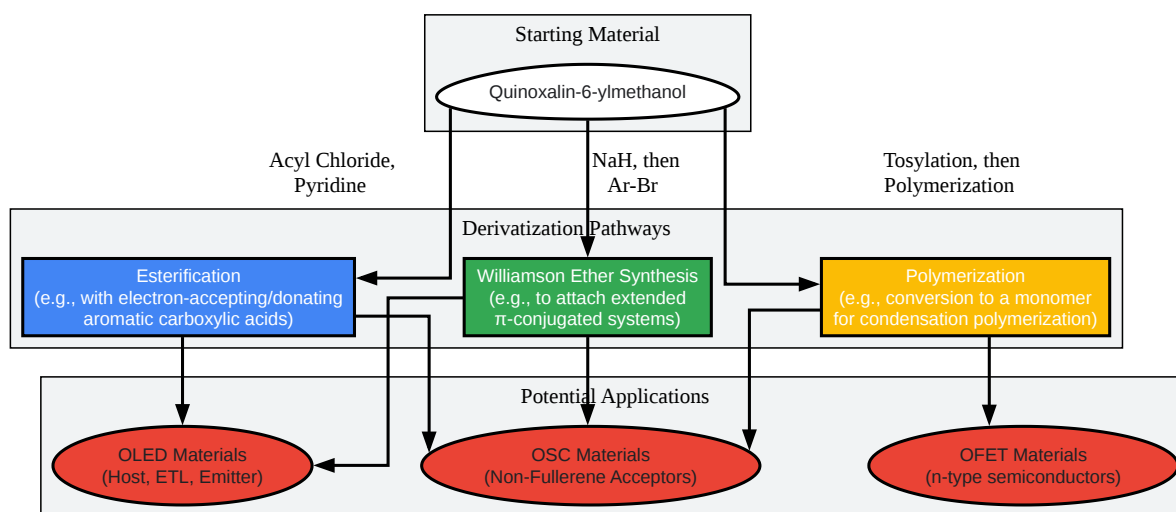 Starting Material
Quinoxalin-6-ylmethanol
Acyl Chloride,
Pyridine
NaH, then
Ar-Br
Tosylation, then
Polymerization
Derivatization Pathways
Esterification
(e.g., with electron-accepting/donating
aromatic carboxylic acids)
Williamson Ether Synthesis
(e.g., to attach extended
π-conjugated systems)
Polymerization
(e.g., conversion to a monomer
for condensation polymerization)
Potential Applications
OLED Materials
(Host, ETL, Emitter)
OSC Materials
(Non-Fullerene Acceptors)
OFET Materials
(n-type semiconductors)